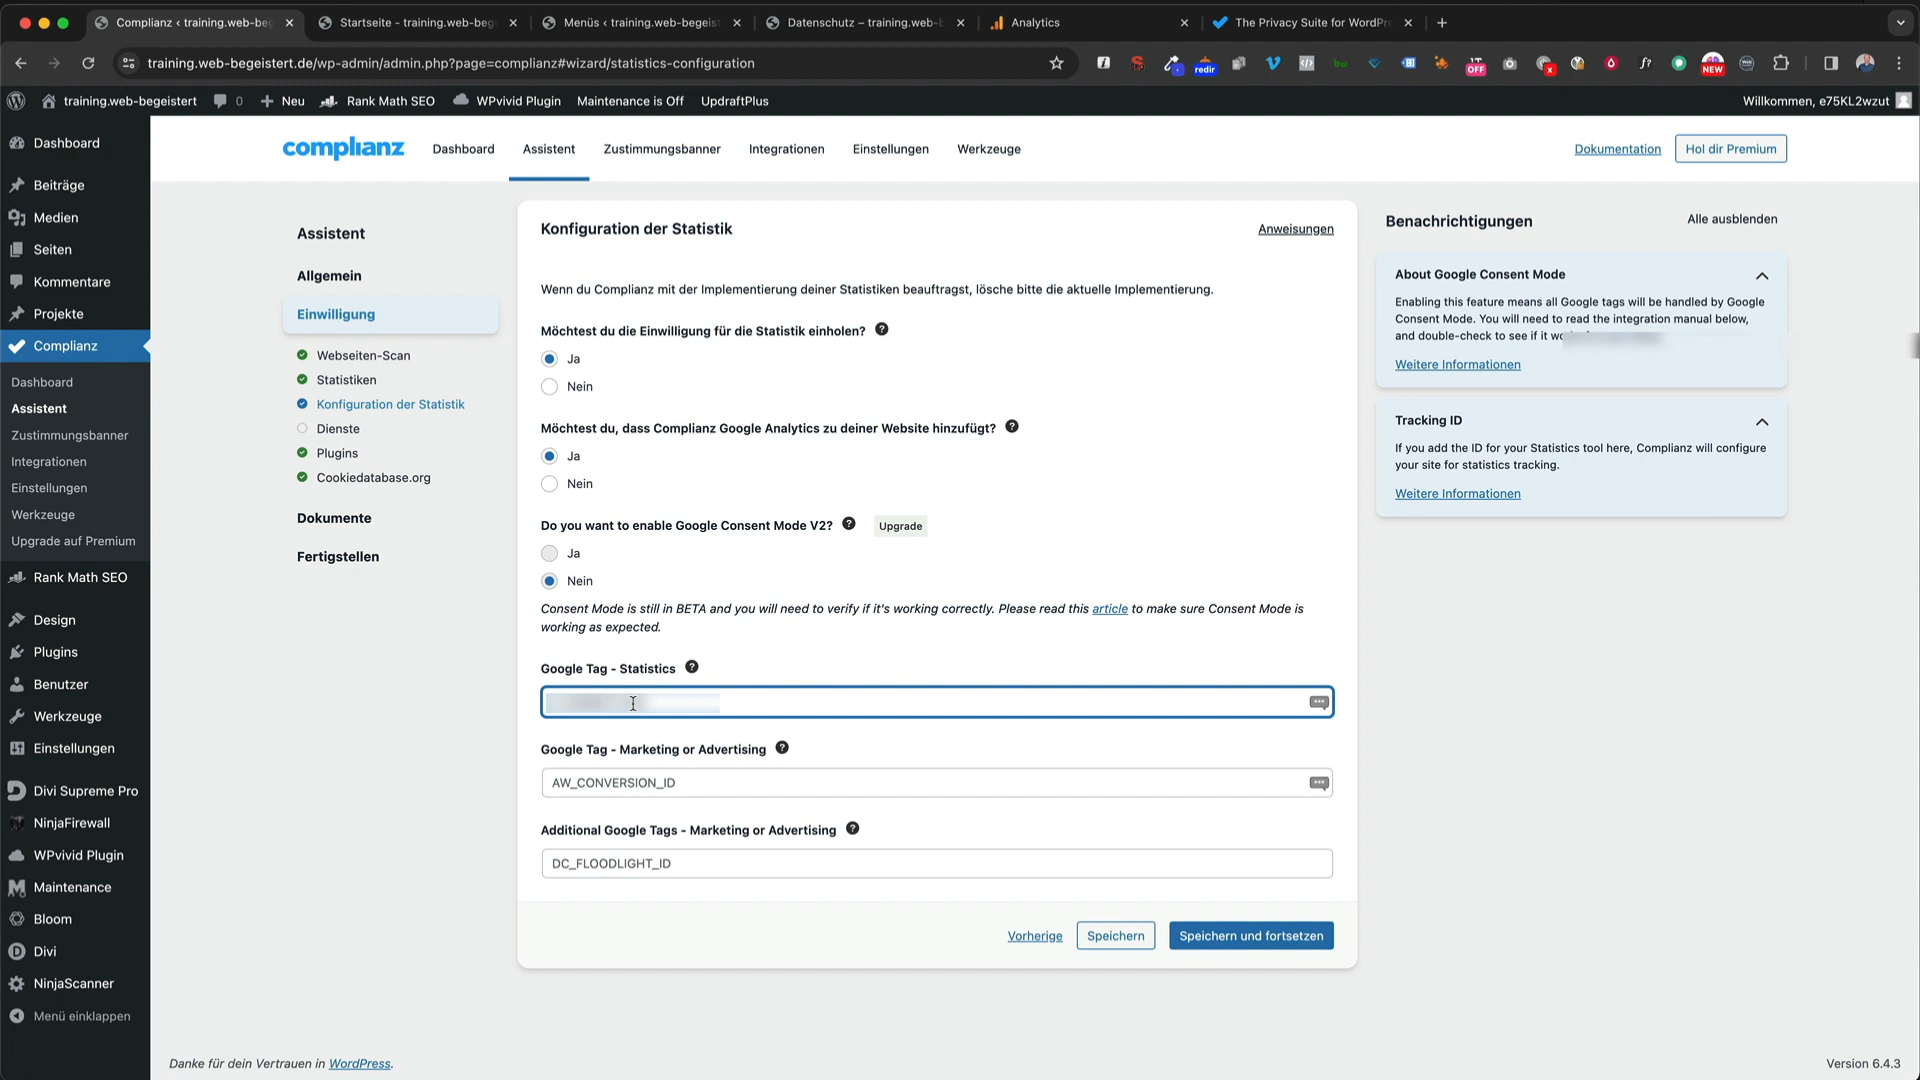 Complianz ‹ training.web-be
Startseite - training.web-beg
Menüs ‹ training.web-begeist
Datenschutz – training.web-
Analytics
The Privacy Suite for WordPr
training.web-begeistert.de/wp-admin/admin.php?page=complianz#wizard/statistics-configuration
redir
OFF
NEW
training.web-begeistert
0
Neu
Rank Math SEO
WPvivid Plugin
Maintenance is Off
UpdraftPlus
Willkommen, e75KL2wzut
Dashboard
Beiträge
Medien
Seiten
Kommentare
Projekte
Complianz
Dashboard
Assistent
Zustimmungsbanner
Integrationen
Einstellungen
Werkzeuge
Upgrade auf Premium
Rank Math SEO
Design
Plugins
Benutzer
Werkzeuge
Einstellungen
Divi Supreme Pro
NinjaFirewall
WPvivid Plugin
Maintenance
Bloom
Divi
NinjaScanner
Menü einklappen
complianz
Dashboard
Assistent
Zustimmungsbanner
Integrationen
Einstellungen
Werkzeuge
Dokumentation
Hol dir Premium
Assistent
Allgemein
Einwilligung
Webseiten-Scan
Statistiken
Konfiguration der Statistik
Dienste
Plugins
Cookiedatabase.org
Dokumente
Fertigstellen
Konfiguration der Statistik
Anweisungen
Wenn du Complianz mit der Implementierung deiner Statistiken beauftragst, lösche bitte die aktuelle Implementierung.
Möchtest du die Einwilligung für die Statistik einholen?
Ja
Nein
Möchtest du, dass Complianz Google Analytics zu deiner Website hinzufügt?
Ja
Nein
Do you want to enable Google Consent Mode V2?
Upgrade
Ja
Nein
Consent Mode is still in BETA and you will need to verify if it's working correctly. Please read this article to make sure Consent Mode is
working as expected.
Google Tag - Statistics
Google Tag - Marketing or Advertising
AW_CONVERSION_ID
Additional Google Tags - Marketing or Advertising
DC_FLOODLIGHT_ID
Vorherige
Speichern
Speichern und fortsetzen
Benachrichtigungen
Alle ausblenden
About Google Consent Mode
Enabling this feature means all Google tags will be handled by Google
Consent Mode. You will need to read the integration manual below,
and double-check to see if it
Weitere Informationen
Tracking ID
If you add the ID for your Statistics tool here, Complianz will configure
your site for statistics tracking.
Weitere Informationen
Danke für dein Vertrauen in WordPress.
Version 6.4.3